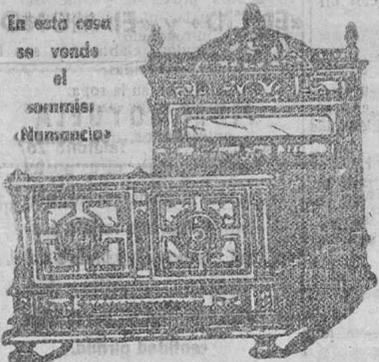 En esta casa
se vende
el
sommier
«Numancia»